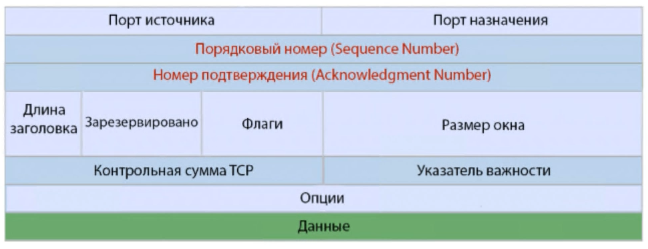 Порт источника Порт назначения
Порядковый номер (Sequence Number)
Номер подтверждения (Acknowledgment Number)
Длина
заголовка Зарезервировано Флаги Размер окна
Контрольная сумма TCP Указатель важности
Опции
Данные